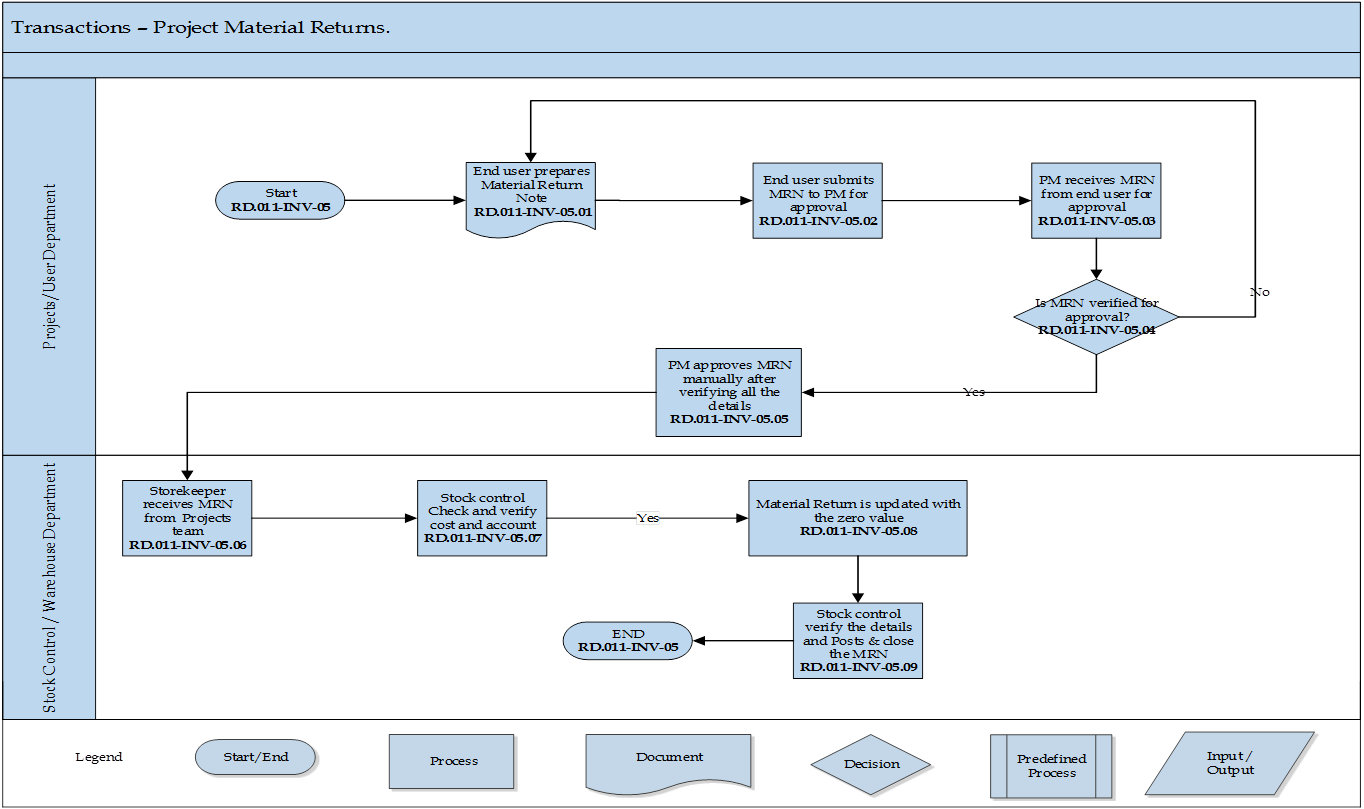 Transactions – Project Material Returns.
Projects/User Department
Start
RD.011-INV-05
End user prepares
Material Return
Note
RD.011-INV-05.01
End user submits
MRN to PM for
approval
RD.011-INV-05.02
PM receives MRN
from end user for
approval
RD.011-INV-05.03
Is MRN verified for
approval?
RD.011-INV-05.04
No
Yes
PM approves MRN
manually after
verifying all the
details
RD.011-INV-05.05
Stock Control / Warehouse Department
Storekeeper
receives MRN
from Projects
team
RD.011-INV-05.06
Stock control
Check and verify
cost and account
RD.011-INV-05.07
Yes
Material Return is updated with
the zero value
RD.011-INV-05.08
Stock control
verify the details
and Posts & close
the MRN
RD.011-INV-05.09
END
RD.011-INV-05
Legend
Start/End
Process
Document
Decision
Predefined
Process
Input /
Output